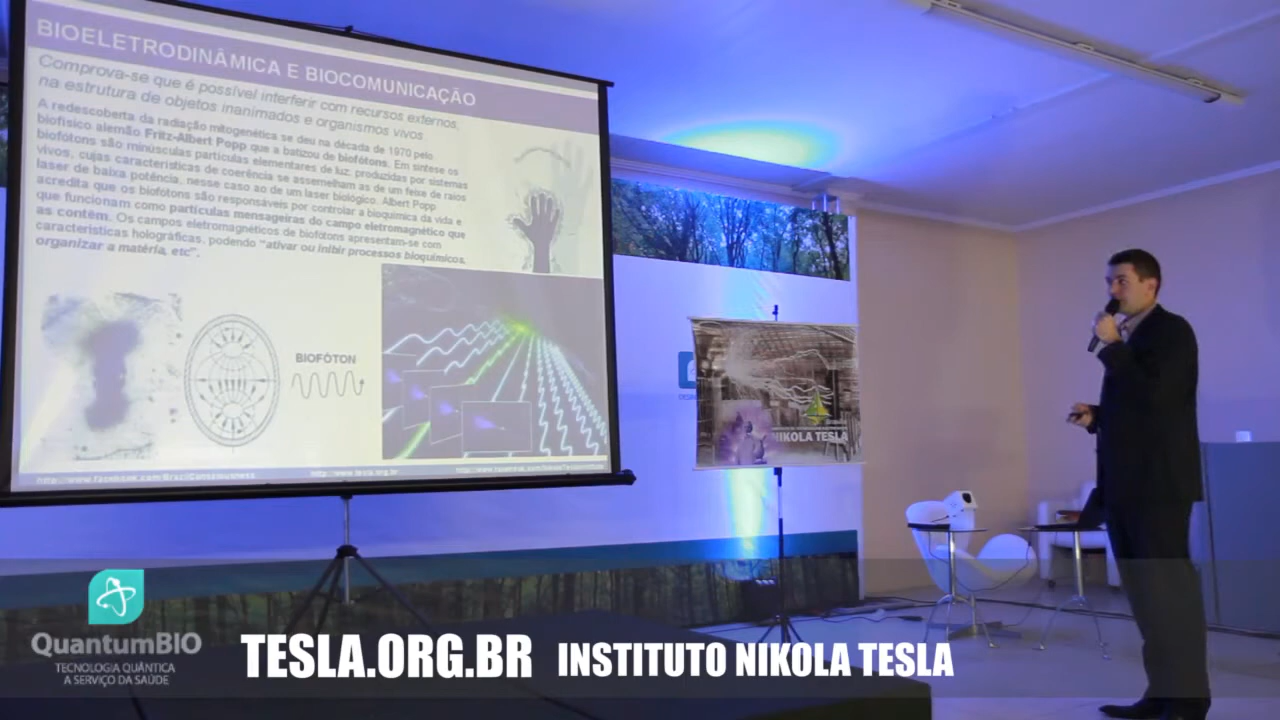 BIOELETRODINÂMICA E BIOCOMUNICAÇÃO
Comprova-se que é possível interferir com recursos externos,
na estrutura de objetos inanimados e organismos vivos
A redescoberta da radiação mitogenética se deu na década de 1970 pelo
biofísico alemão Fritz-Albert Popp que a batizou de biofótons. Em síntese os
biofótons são minúsculas partículas elementares de luz, produzidas por sistemas
vivos, cujas características de coerência se assemelham as de um feixe de raios
laser de baixa potência, nesse caso ao de um laser biológico. Albert Popp
acredita que os biofótons são responsáveis por controlar a bioquímica da vida e
que funcionam como partículas mensageiras do campo eletromagnético que
as contêm. Os campos eletromagnéticos de biofótons apresentam-se com
características holográficas, podendo "ativar ou inibir processos bioquímicos,
organizar a matéria, etc".
BIOFÓTON
http://www.tesla.org.br
NIKOLA TESLA
QuantumBIO
TECNOLOGIA QUÂNTICA
A SERVIÇO DA SAÚDE
TESLA.ORG.BR INSTITUTO NIKOLA TESLA